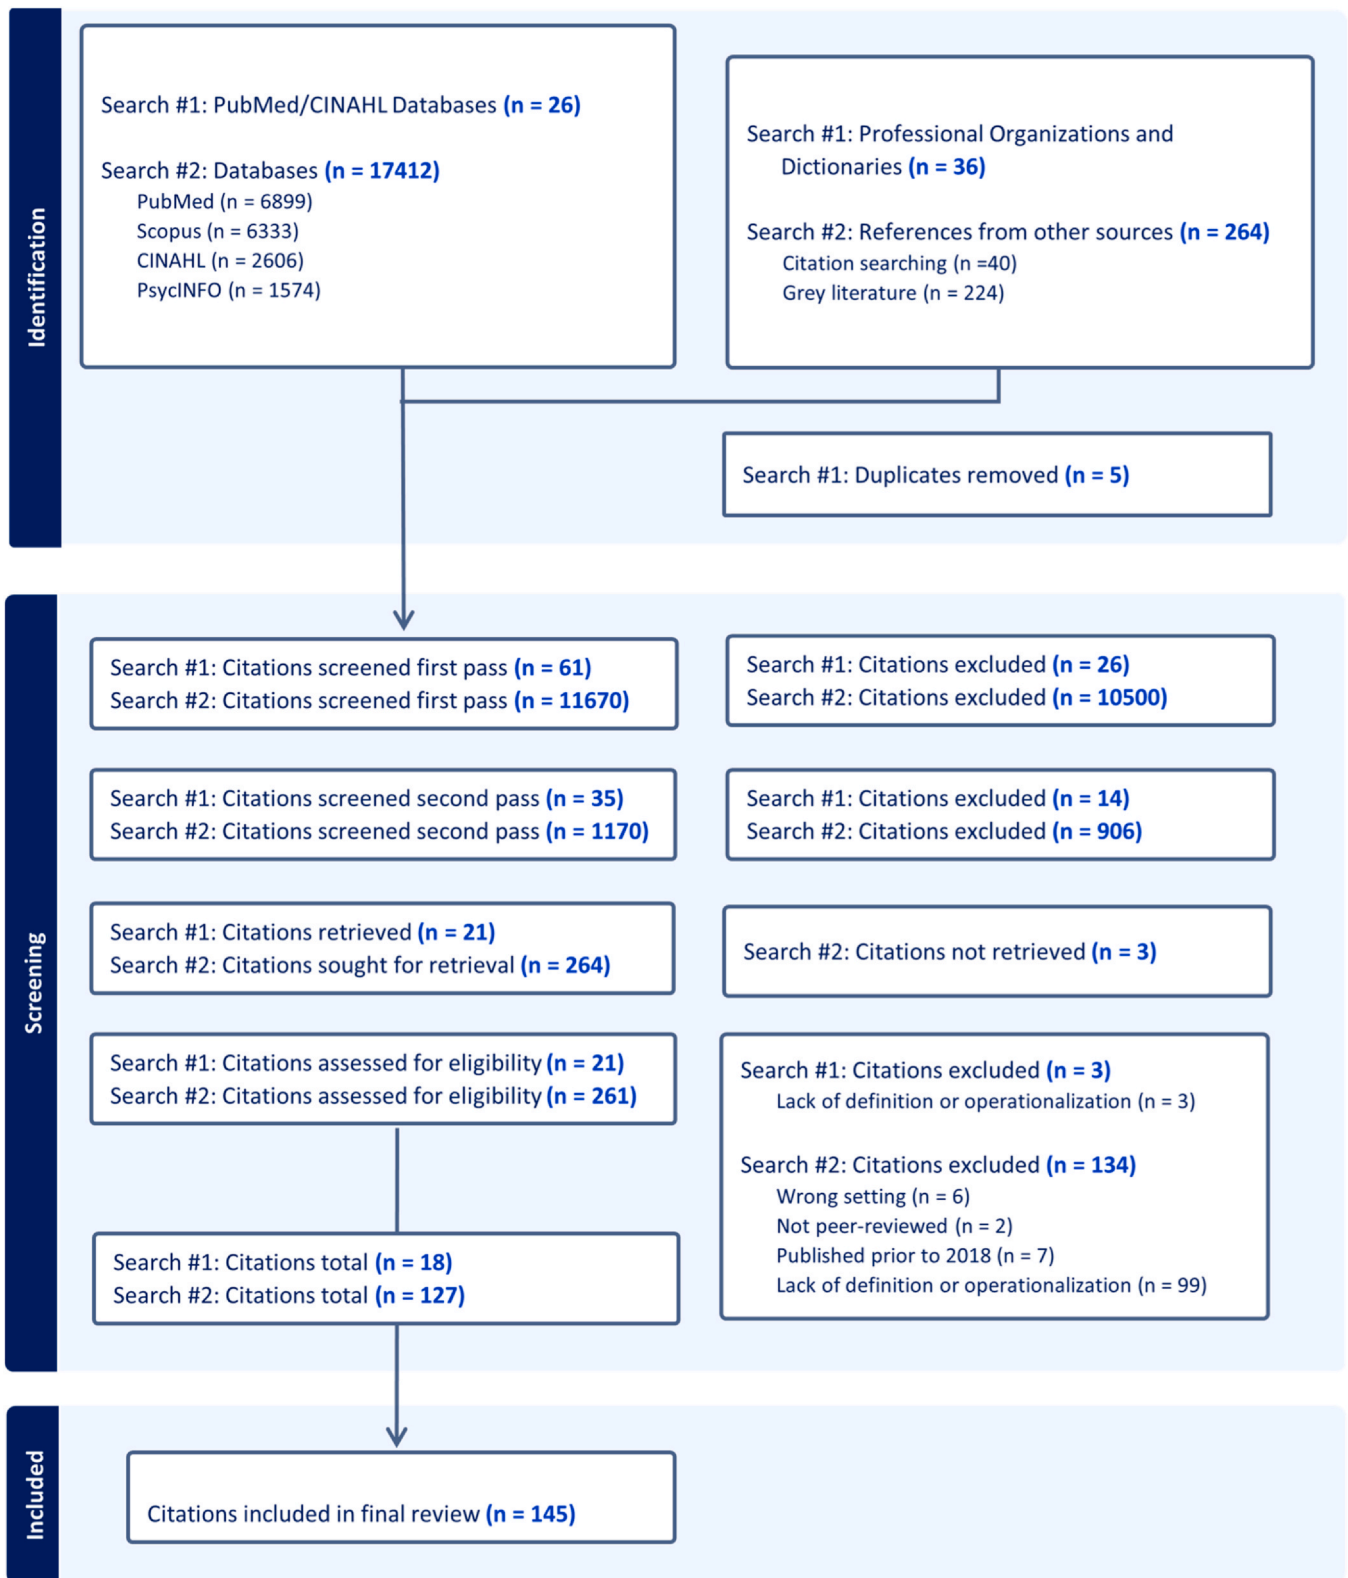 Identification
Search #1: PubMed/CINAHL Databases (n = 26)
Search #2: Databases (n = 17412)
PubMed (n = 6899)
Scopus (n = 6333)
CINAHL (n = 2606)
PsycINFO (n = 1574)
Search #1: Professional Organizations and
Dictionaries (n = 36)
Search #2: References from other sources (n = 264)
Citation searching (n =40)
Grey literature (n = 224)
Search #1: Duplicates removed (n = 5)
Screening
Search #1: Citations screened first pass (n = 61)
Search #2: Citations screened first pass (n = 11670)
Search #1: Citations excluded (n = 26)
Search #2: Citations excluded (n = 10500)
Search #1: Citations screened second pass (n = 35)
Search #2: Citations screened second pass (n = 1170)
Search #1: Citations excluded (n = 14)
Search #2: Citations excluded (n = 906)
Search #1: Citations retrieved (n = 21)
Search #2: Citations sought for retrieval (n = 264)
Search #2: Citations not retrieved (n = 3)
Search #1: Citations assessed for eligibility (n = 21)
Search #2: Citations assessed for eligibility (n = 261)
Search #1: Citations excluded (n = 3)
Lack of definition or operationalization (n = 3)
Search #2: Citations excluded (n = 134)
Wrong setting (n = 6)
Not peer-reviewed (n = 2)
Published prior to 2018 (n = 7)
Lack of definition or operationalization (n = 99)
Search #1: Citations total (n = 18)
Search #2: Citations total (n = 127)
Included
Citations included in final review (n = 145)